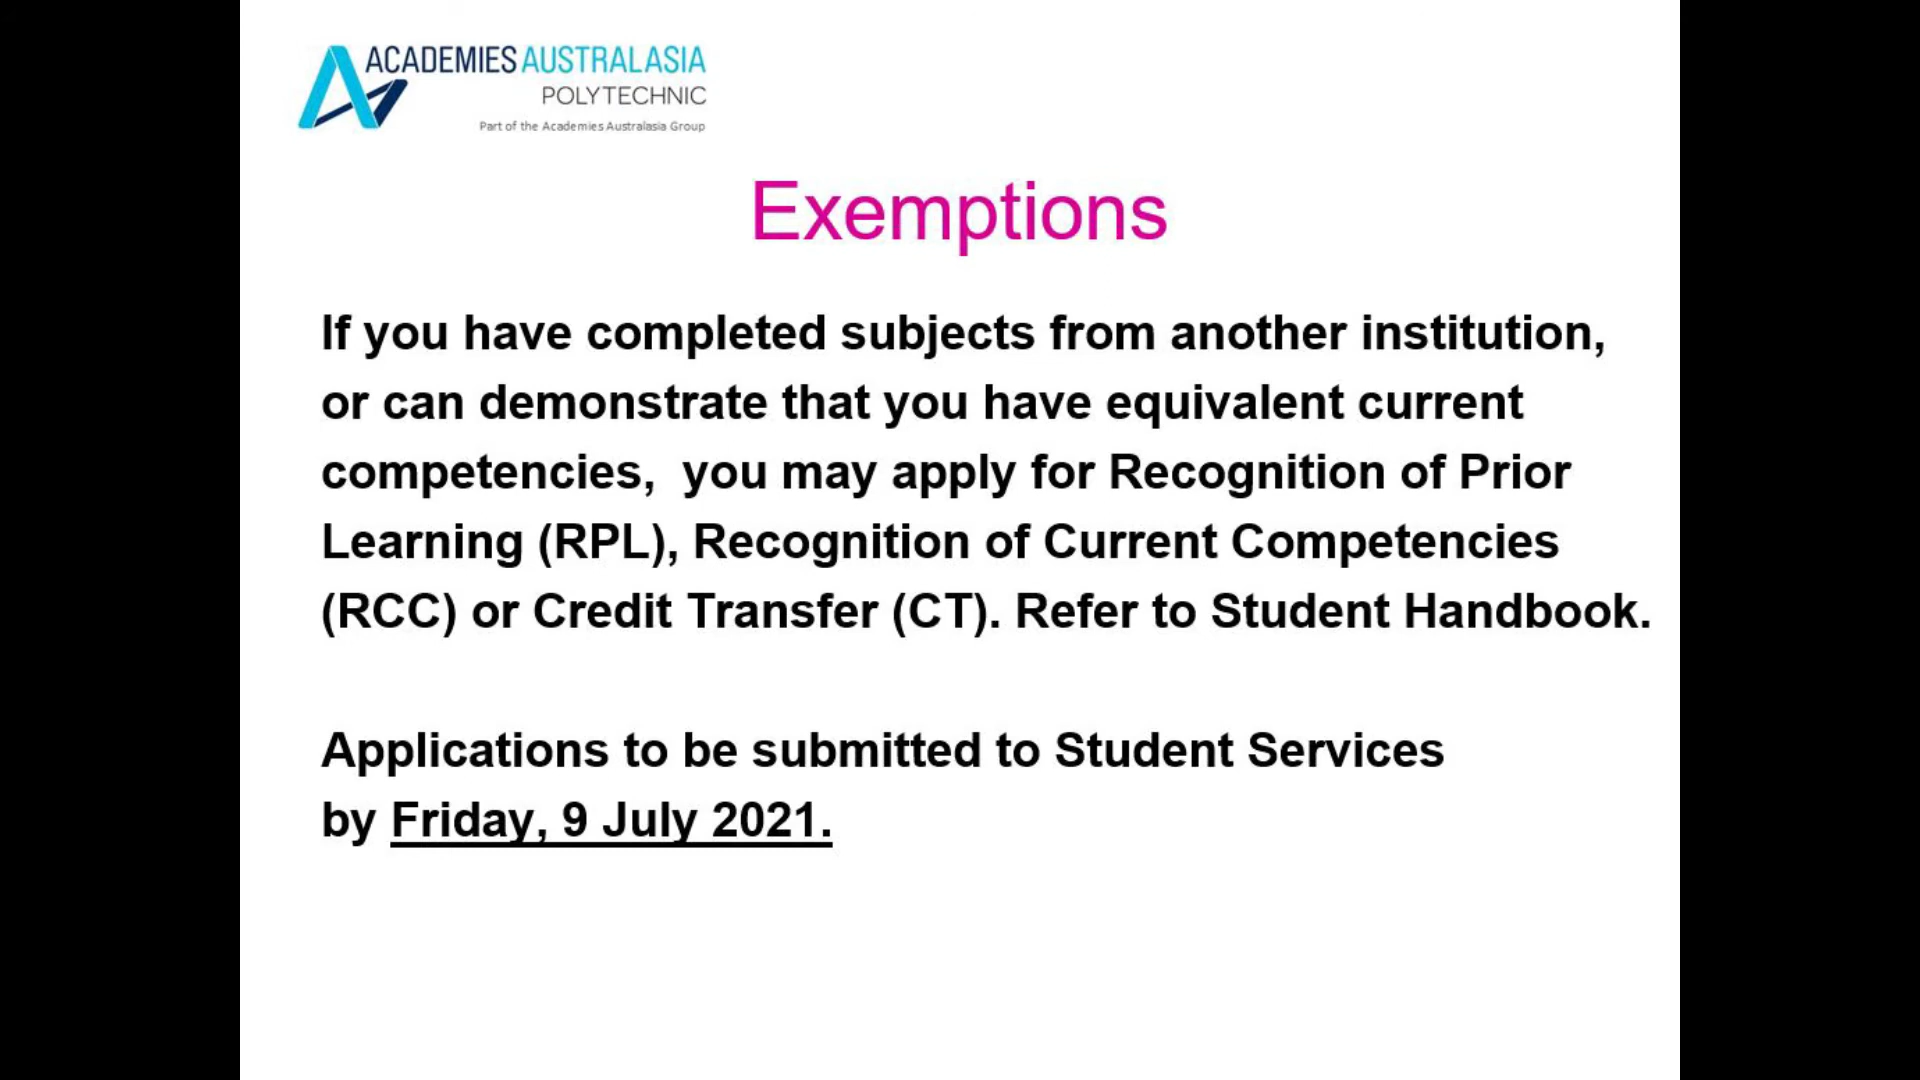 ACADEMIES AUSTRALASIA
POLYTECHNIC
Part of the Academies Australasia Group
Exemptions
If you have completed subjects from another institution,
or can demonstrate that you have equivalent current
competencies,  you may apply for Recognition of Prior
Learning (RPL), Recognition of Current Competencies
(RCC) or Credit Transfer (CT). Refer to Student Handbook.
Applications to be submitted to Student Services
by Friday, 9 July 2021.